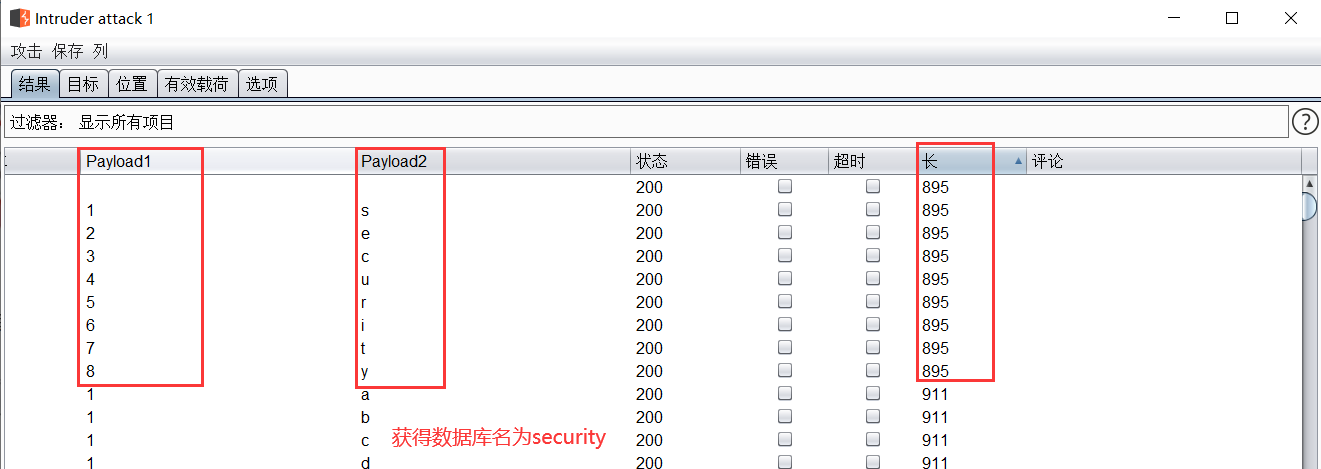 Intruder attack 1
攻击 保存 列
结果 目标 位置 有效载荷 选项
过滤器： 显示所有项目 ?
Payload1 Payload2 状态 错误 超时 长 评论
200 895
1 s 200 895
2 e 200 895
3 c 200 895
4 u 200 895
5 r 200 895
6 i 200 895
7 t 200 895
8 y 200 895
1 a 200 911
1 b 200 911
1 c 200 911
获得数据库名为security
1 d 200 911